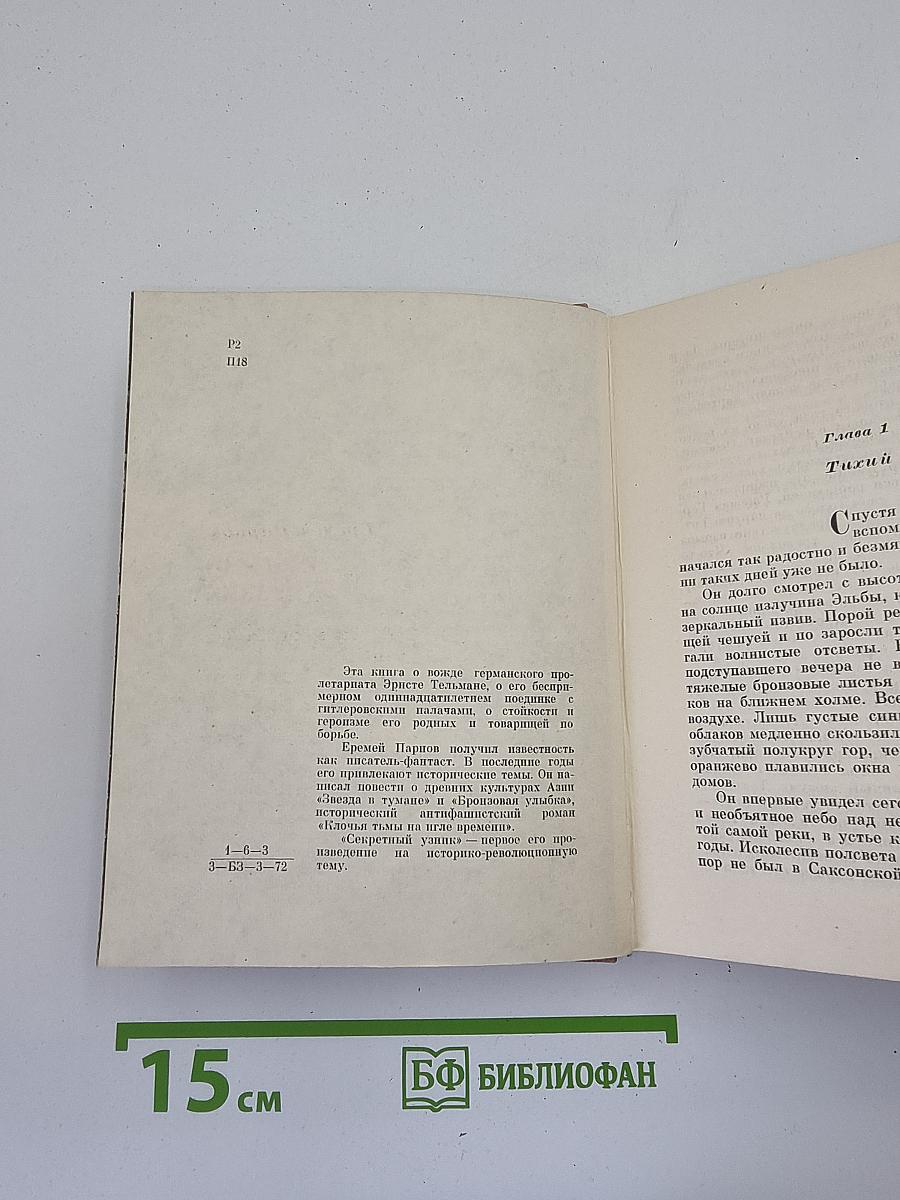 Р2
П18
Эта книга о вожде германского про-
летариата Эрнсте Тельмане, о его беспри-
мерном одиннадцатилетнем поединке с
гитлеровскими палачами, о стойкости и
героизме его родных и товарищей по
борьбе.
Еремей Парнов получил известность
как писатель-фантаст. В последние годы
его привлекают исторические темы. Он на-
писал повести о древних культурах Азии
«Звезда в тумане» и «Бронзовая улыбка»,
исторический антифашистский роман
«Клочья тьмы на игле времени».
«Секретный узник» — первое его про-
изведение на историко-революционную
тему.
1—6—3
3—БЗ—3—72
Глава 1
Тихий
Спустя
вспом
начался так радостно и безмя
ни таких дней уже не было.
Он долго смотрел с высот
на солнце излучина Эльбы, к
зеркальный извив. Порой ре
щей чешуей и по заросли т
гали волнистые отсветы.
подступавшего вечера не в
тяжелые бронзовые листья
ков на ближнем холме. Все
воздухе. Лишь густые син
облаков медленно скользил
зубчатый полукруг гор, че
оранжево плавились окна
домов.
Он впервые увидел сего
и необъятное небо над не
той самой реки, в устье к
годы. Исколесив полсвета
пор не был в Саксонской
15 см
БФ БИБЛИОФАН